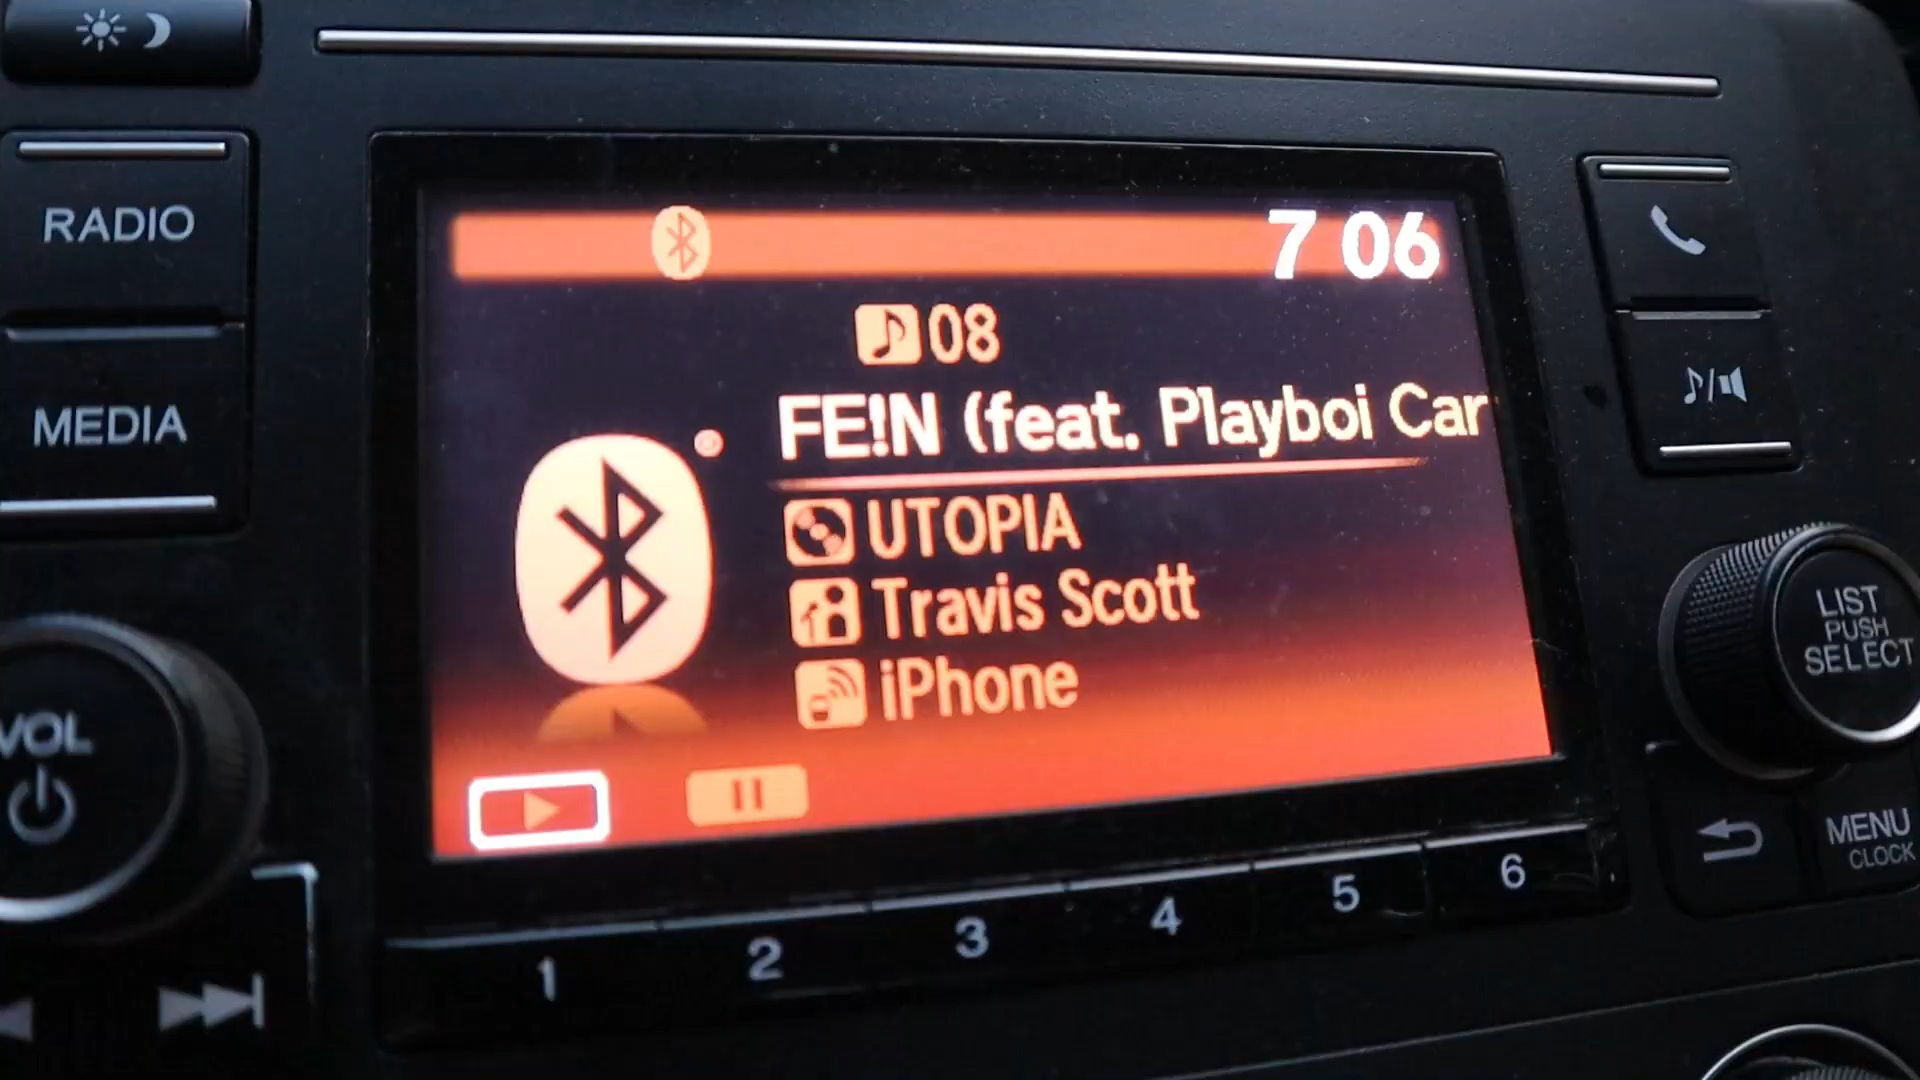 RADIO
MEDIA
VOL
7 06
08
FE!N (feat. Playboi Car
UTOPIA
Travis Scott
iPhone
1
2
3
4
5
6
LIST
PUSH
SELECT
MENU
CLOCK